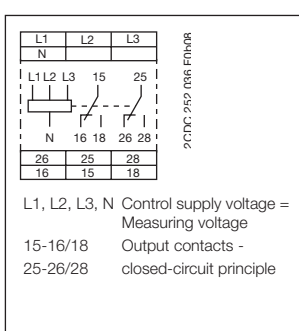 L1 L2 L3
N
L1 L2 L3 15 25
N 16 18 26 28
26 25 28
16 15 18
2CDC 252 036 F0b08
L1, L2, L3, N Control supply voltage =
Measuring voltage
15-16/18 Output contacts -
25-26/28 closed-circuit principle